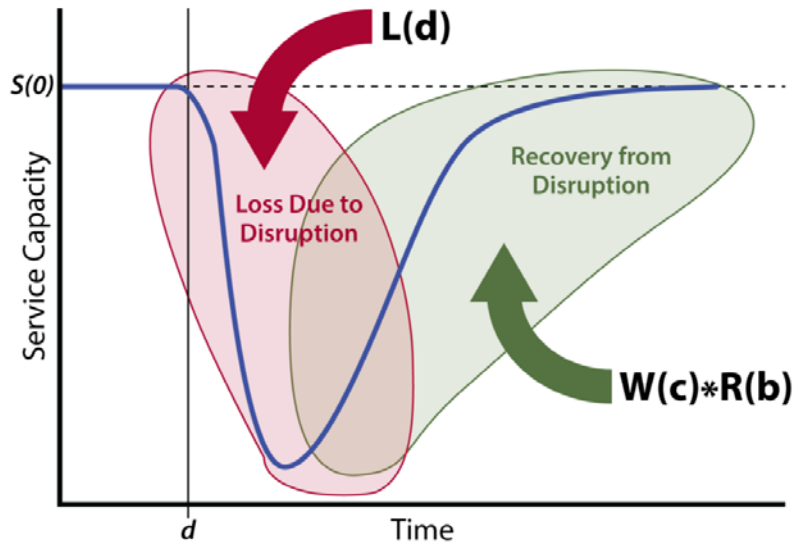 L(d)
S(0)
Recovery from
Disruption
Loss Due to
Disruption
Service Capacity
W(c)*R(b)
d
Time